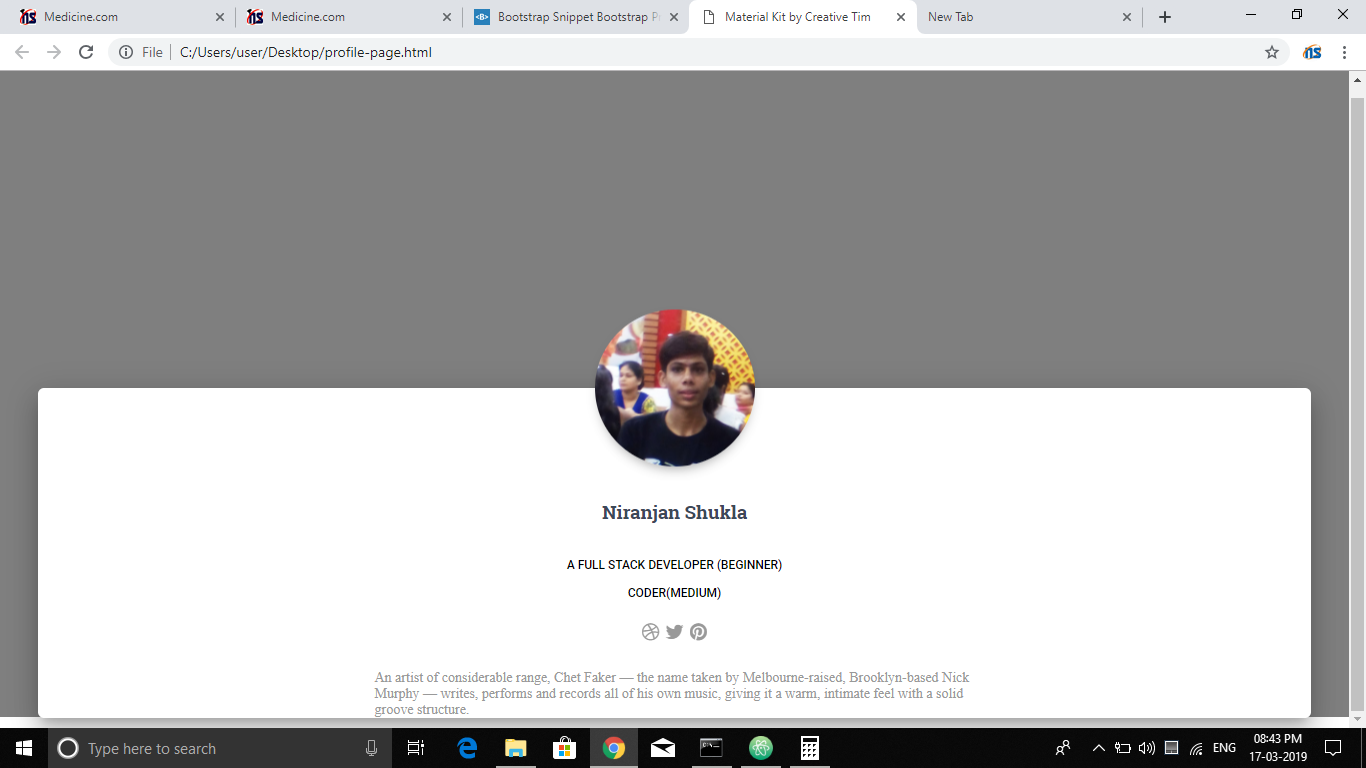 Medicine.com
Medicine.com
Bootstrap Snippet Bootstrap P
Material Kit by Creative Tim
New Tab
File
C:/Users/user/Desktop/profile-page.html
Niranjan Shukla
A FULL STACK DEVELOPER (BEGINNER)
CODER(MEDIUM)
An artist of considerable range, Chet Faker — the name taken by Melbourne-raised, Brooklyn-based Nick
Murphy — writes, performs and records all of his own music, giving it a warm, intimate feel with a solid
groove structure.
Type here to search
ENG
08:43 PM
17-03-2019